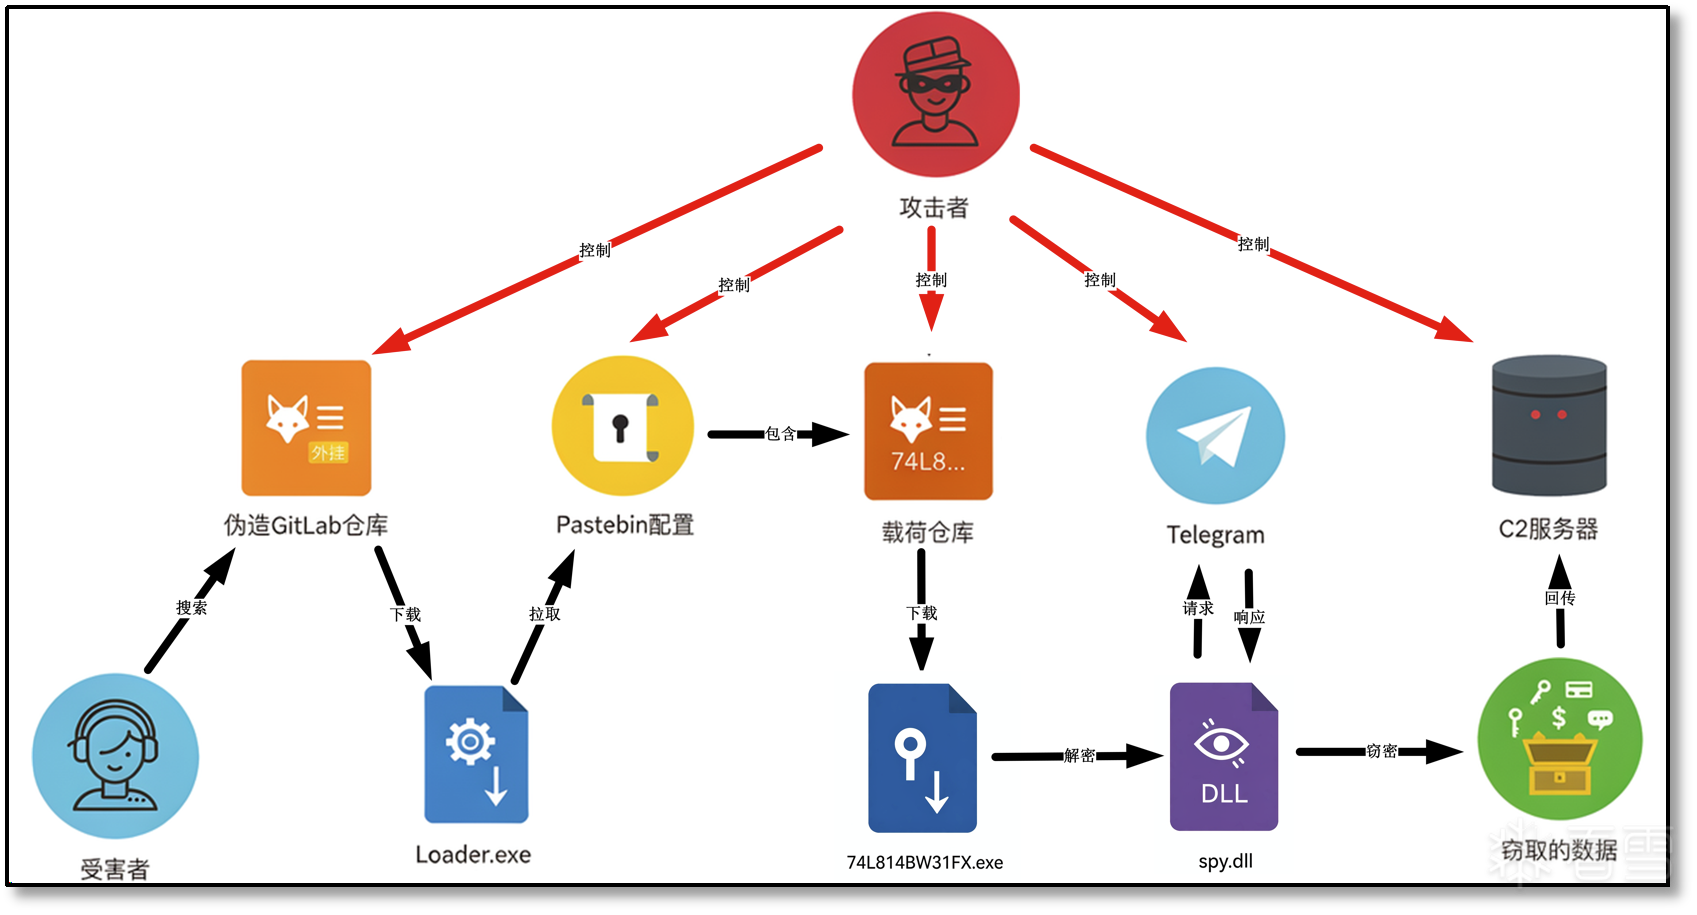 攻击者
控制
控制
控制
控制
控制
外挂
74L8...
伪造GitLab仓库
Pastebin配置
包含
载荷仓库
Telegram
C2服务器
搜索
下载
拉取
下载
请求
响应
回传
解密
DLL
窃密
$
受害者
Loader.exe
74L814BW31FX.exe
spy.dll
窃取的数据
看雪